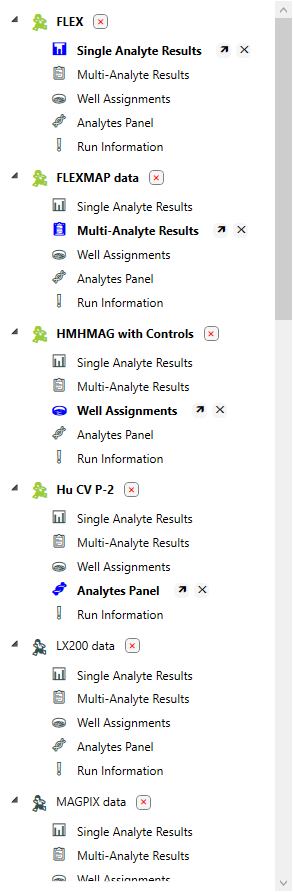 FLEX
Single Analyte Results
Multi-Analyte Results
Well Assignments
Analytes Panel
Run Information
FLEXMAP data
Single Analyte Results
Multi-Analyte Results
Well Assignments
Analytes Panel
Run Information
HMHMAG with Controls
Single Analyte Results
Multi-Analyte Results
Well Assignments
Analytes Panel
Run Information
Hu CV P-2
Single Analyte Results
Multi-Analyte Results
Well Assignments
Analytes Panel
Run Information
LX200 data
Single Analyte Results
Multi-Analyte Results
Well Assignments
Analytes Panel
Run Information
MAGPIX data
Single Analyte Results
Multi-Analyte Results
Well Assignments